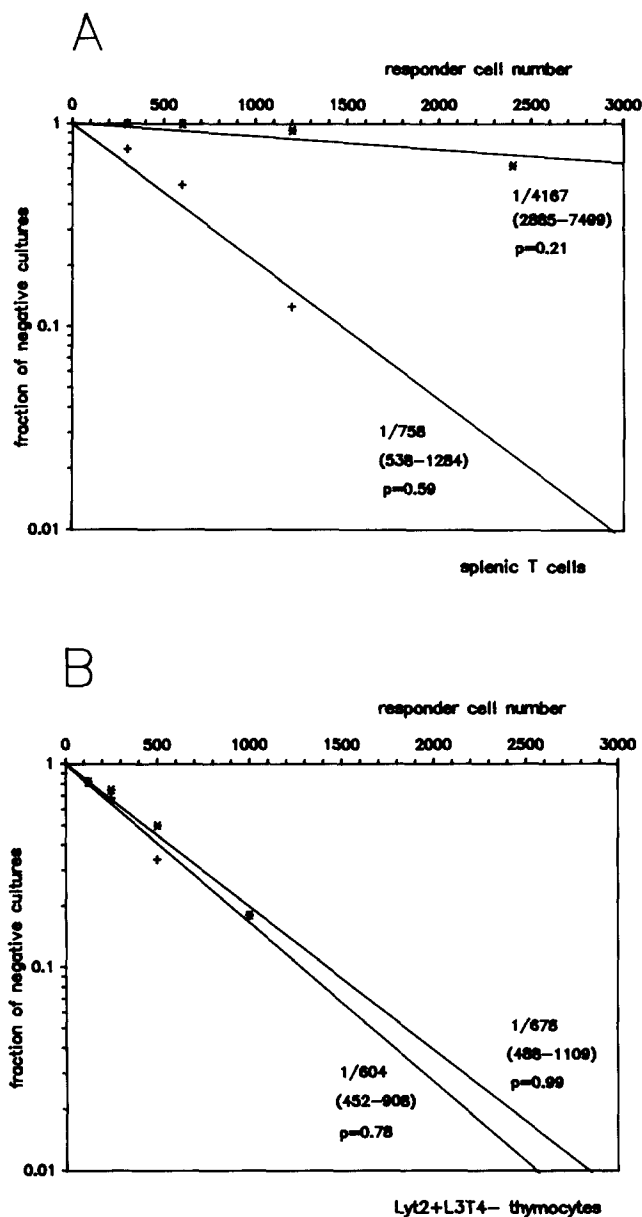 A
responder cell number
0 500 1000 1500 2000 2500 3000
1
0.1
0.01
fraction of negative cultures
1/4167
(2885-7499)
p=0.21
1/758
(538-1284)
p=0.59
splenic T cells
B
responder cell number
0 500 1000 1500 2000 2500 3000
1
0.1
0.01
fraction of negative cultures
1/678
(488-1109)
p=0.99
1/604
(452-908)
p=0.78
Lyt2+L3T4- thymocytes